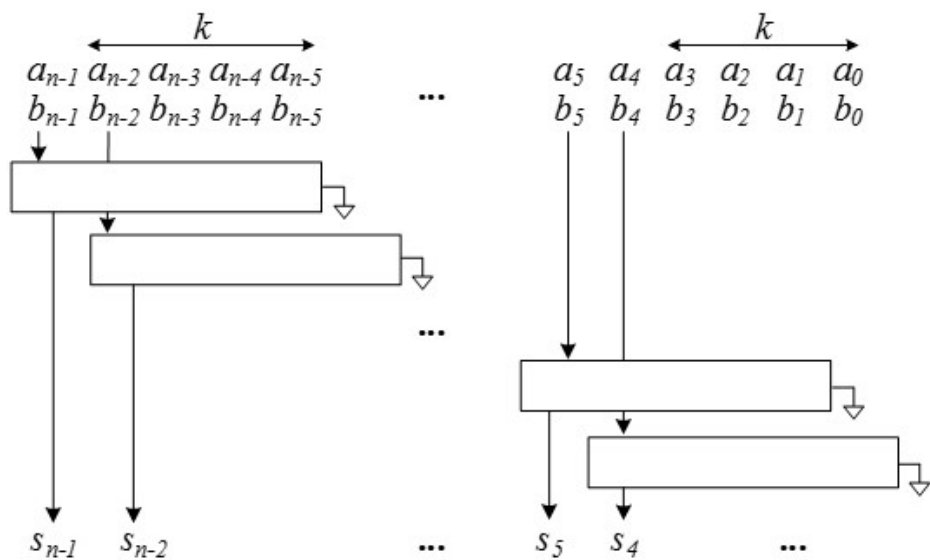 k k
a_{n-1} a_{n-2} a_{n-3} a_{n-4} a_{n-5} a_5 a_4 a_3 a_2 a_1 a_0
...
b_{n-1} b_{n-2} b_{n-3} b_{n-4} b_{n-5} b_5 b_4 b_3 b_2 b_1 b_0
...
s_{n-1} s_{n-2} ... s_5 s_4 ...